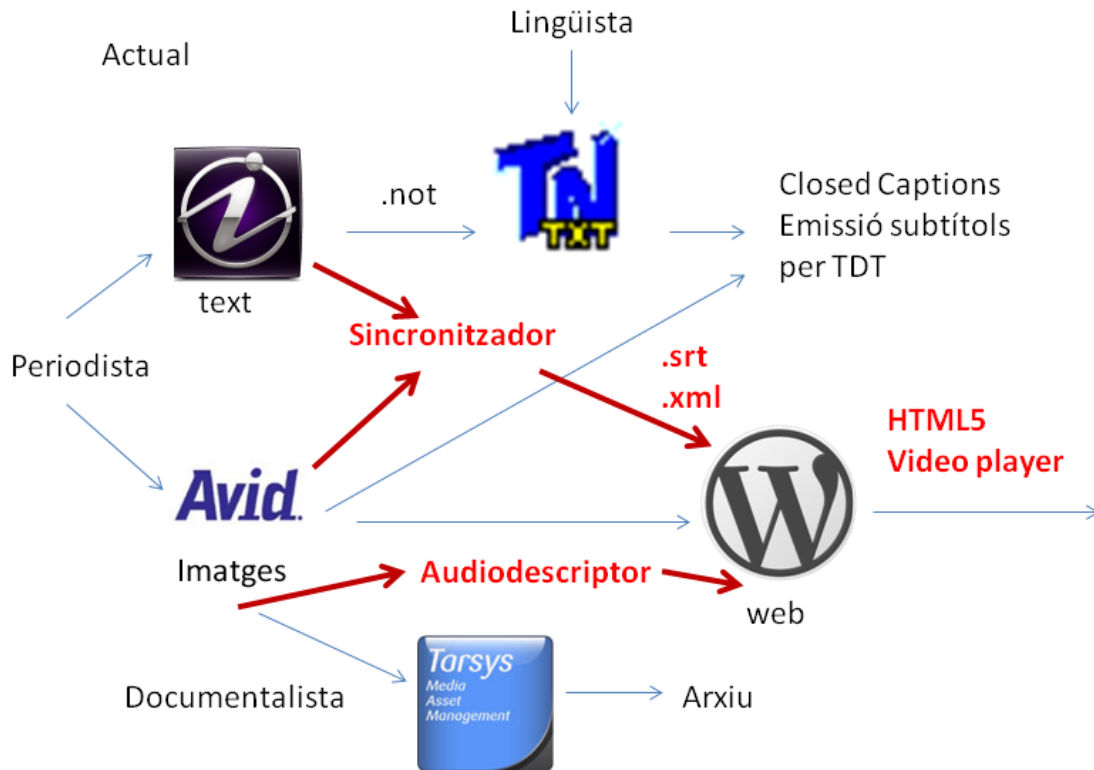 Actual
Lingüista
TN
TXT
.not
Closed Captions
Emissió subtítols
per TDT
text
Sincronitzador
Periodista
.srt
.xml
HTML5
Video player
Avid.
W
Imatges
Audiodescriptor
web
Tarsys
Media
Asset
Management
Documentalista
Arxiu